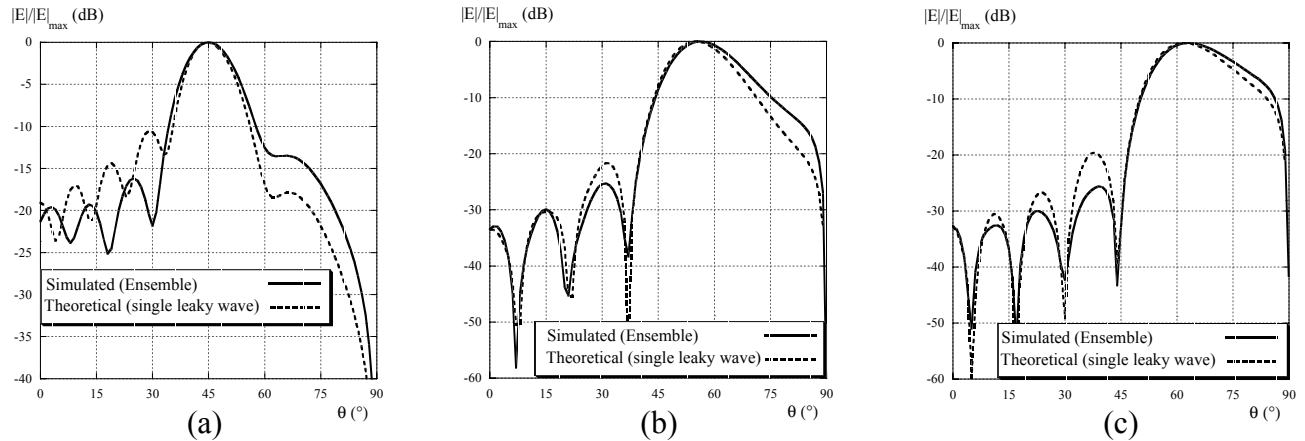 |E|/|E|max (dB)
0
-5
-10
-15
-20
-25
-30
-35
-40
0
15
30
45
60
75
90
θ (°)
Simulated (Ensemble)
Theoretical (single leaky wave)
(a)
|E|/|E|max (dB)
0
-10
-20
-30
-40
-50
-60
0
15
30
45
60
75
90
θ (°)
Simulated (Ensemble)
Theoretical (single leaky wave)
(b)
|E|/|E|max (dB)
0
-10
-20
-30
-40
-50
-60
0
15
30
45
60
75
90
θ (°)
Simulated (Ensemble)
Theoretical (single leaky wave)
(c)